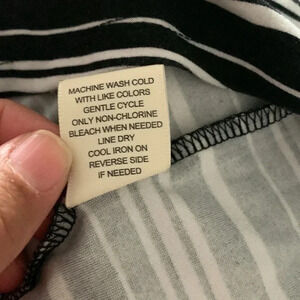 MACHINE WASH COLD
WITH LIKE COLORS
GENTLE CYCLE
ONLY NON-CHLORINE
BLEACH WHEN NEEDED
LINE DRY
COOL IRON ON
REVERSE SIDE
IF NEEDED